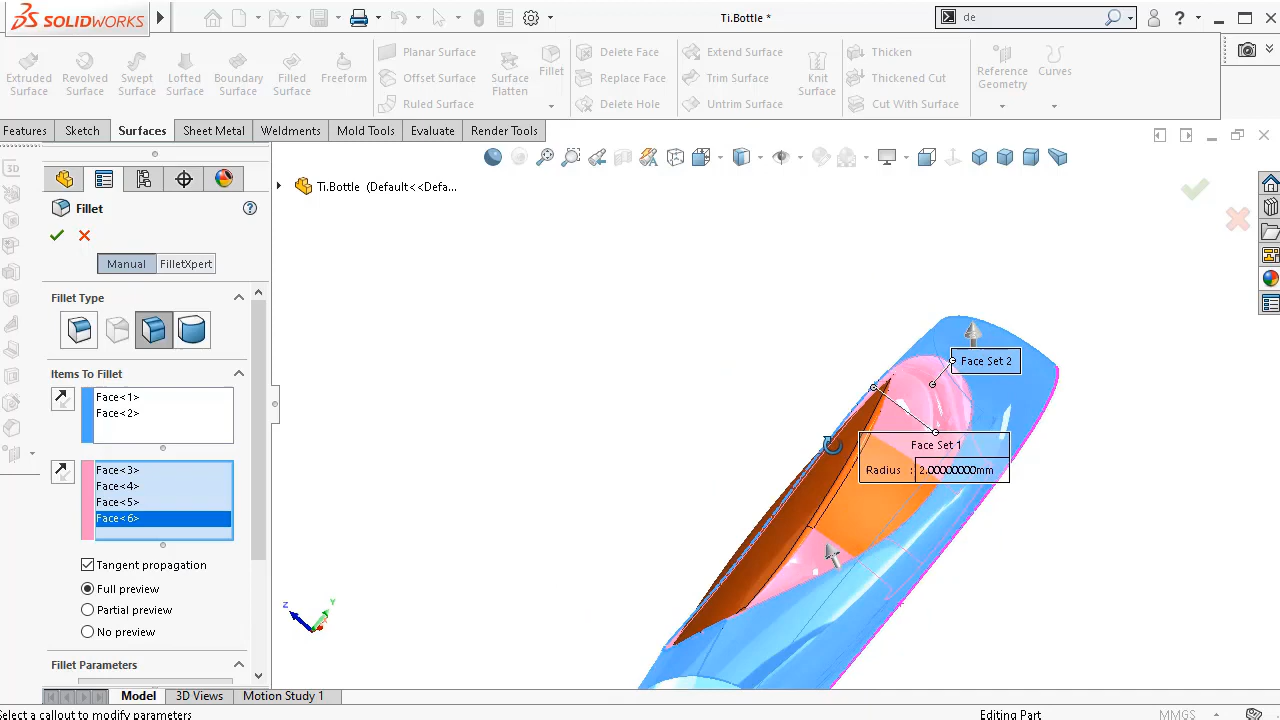 SOLIDWORKS
Ti.Bottle *
de
Extruded Surface
Revolved Surface
Swept Surface
Lofted Surface
Boundary Surface
Freeform
Planar Surface
Offset Surface
Ruled Surface
Surface Flatten
Fillet
Delete Face
Replace Face
Delete Hole
Extend Surface
Trim Surface
Untrim Surface
Knit Surface
Thicken
Thickened Cut
Cut With Surface
Reference Geometry
Curves
Features
Sketch
Surfaces
Sheet Metal
Weldments
Mold Tools
Evaluate
Render Tools
3D
Ti.Bottle (Default<<Defa...
Fillet
Manual
FilletXpert
Fillet Type
Items To Fillet
Face<1>
Face<2>
Face<3>
Face<4>
Face<5>
Face<6>
Tangent propagation
Full preview
Partial preview
No preview
Fillet Parameters
Face Set 2
Face Set 1
Radius : 2.00000000mm
Z
Y
Model
3D Views
Motion Study 1
Select a callout to modify parameters
Editing Part
MMGS